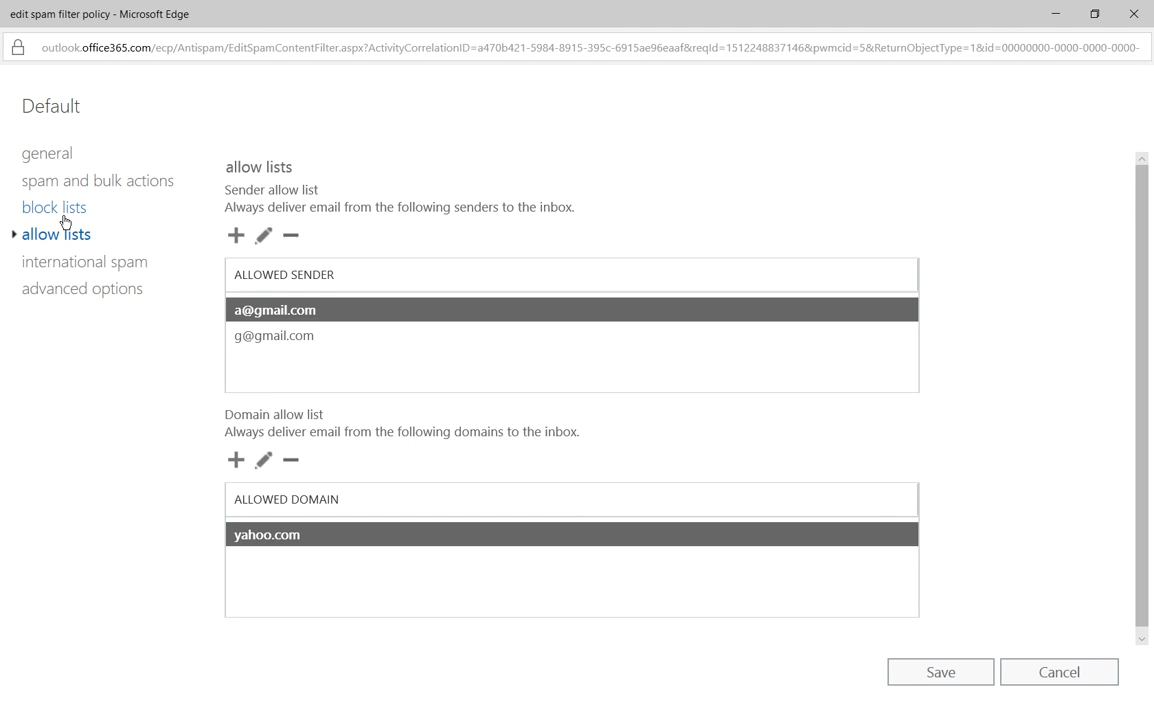 edit spam filter policy - Microsoft Edge
outlook.office365.com/ecp/Antispam/EditSpamContentFilter.aspx?ActivityCorrelationID=a470b421-5984-8915-395c-6915ae96eaaf&reqId=1512248837146&pwmcid=5&ReturnObjectType=1&id=00000000-0000-0000-0000-
Default
general
spam and bulk actions
block lists
allow lists
international spam
advanced options
allow lists
Sender allow list
Always deliver email from the following senders to the inbox.
ALLOWED SENDER
a@gmail.com
g@gmail.com
Domain allow list
Always deliver email from the following domains to the inbox.
ALLOWED DOMAIN
yahoo.com
Save
Cancel